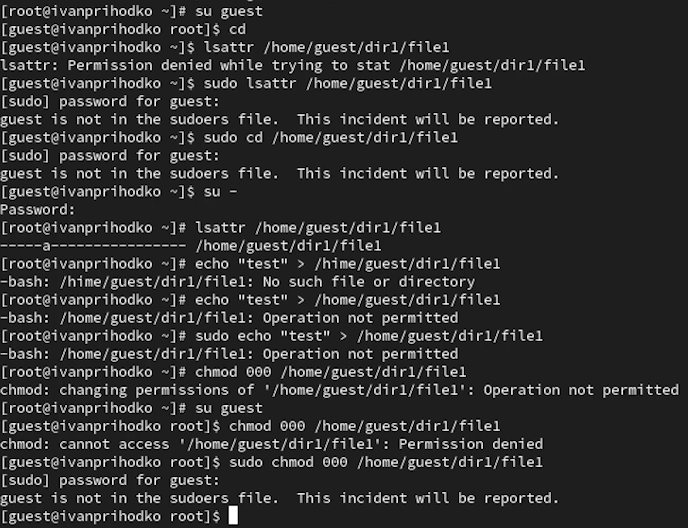 [root@ivanprihodko ~]# su guest
[guest@ivanprihodko root]$ cd
[guest@ivanprihodko ~]$ lsattr /home/guest/dir1/file1
lsattr: Permission denied while trying to stat /home/guest/dir1/file1
[guest@ivanprihodko ~]$ sudo lsattr /home/guest/dir1/file1
[sudo] password for guest:
guest is not in the sudoers file.  This incident will be reported.
[guest@ivanprihodko ~]$ sudo cd /home/guest/dir1/file1
[sudo] password for guest:
guest is not in the sudoers file.  This incident will be reported.
[guest@ivanprihodko ~]$ su -
Password:
[root@ivanprihodko ~]# lsattr /home/guest/dir1/file1
-----a---------------- /home/guest/dir1/file1
[root@ivanprihodko ~]# echo "test" > /hime/guest/dir1/file1
-bash: /hime/guest/dir1/file1: No such file or directory
[root@ivanprihodko ~]# echo "test" > /home/guest/dir1/file1
-bash: /home/guest/dir1/file1: Operation not permitted
[root@ivanprihodko ~]# sudo echo "test" > /home/guest/dir1/file1
-bash: /home/guest/dir1/file1: Operation not permitted
[root@ivanprihodko ~]# chmod 000 /home/guest/dir1/file1
chmod: changing permissions of '/home/guest/dir1/file1': Operation not permitted
[root@ivanprihodko ~]# su guest
[guest@ivanprihodko root]$ chmod 000 /home/guest/dir1/file1
chmod: cannot access '/home/guest/dir1/file1': Permission denied
[guest@ivanprihodko root]$ sudo chmod 000 /home/guest/dir1/file1
[sudo] password for guest:
guest is not in the sudoers file.  This incident will be reported.
[guest@ivanprihodko root]$